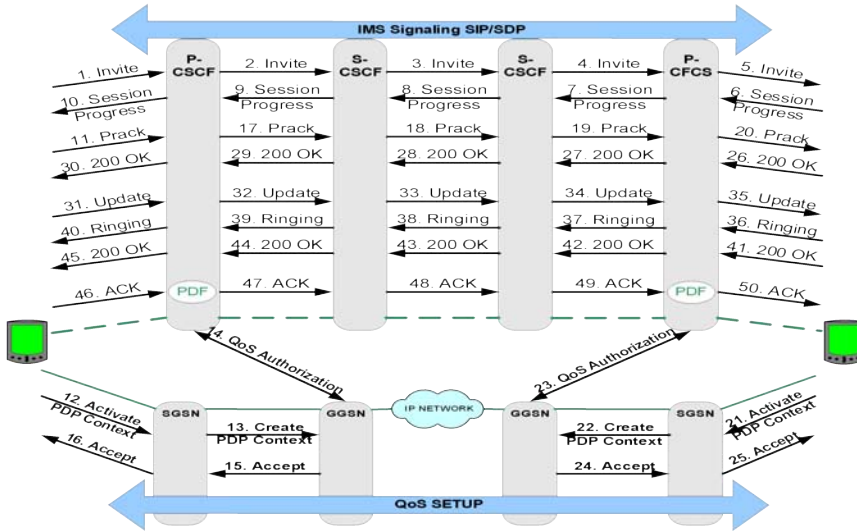 IMS Signaling SIP/SDP
P-
CSCF
S-
CSCF
S-
CSCF
P-
CFCS
1. Invite
2. Invite
3. Invite
4. Invite
5. Invite
10. Session
Progress
9. Session
Progress
8. Session
Progress
7. Session
Progress
6. Session
Progress
11. Prack
17. Prack
18. Prack
19. Prack
20. Prack
30. 200 OK
29. 200 OK
28. 200 OK
27. 200 OK
26. 200 OK
31. Update
32. Update
33. Update
34. Update
35. Update
40. Ringing
39. Ringing
38. Ringing
37. Ringing
36. Ringing
45. 200 OK
44. 200 OK
43. 200 OK
42. 200 OK
41. 200 OK
46. ACK
PDF
47. ACK
48. ACK
49. ACK
PDF
50. ACK
14. QoS Authorization
23. QoS Authorization
SGSN
GGSN
IP NETWORK
GGSN
SGSN
12. Activate
PDP Context
13. Create
PDP Context
22. Create
PDP Context
21. Activate
PDP Context
16. Accept
15. Accept
24. Accept
25. Accept
QoS SETUP